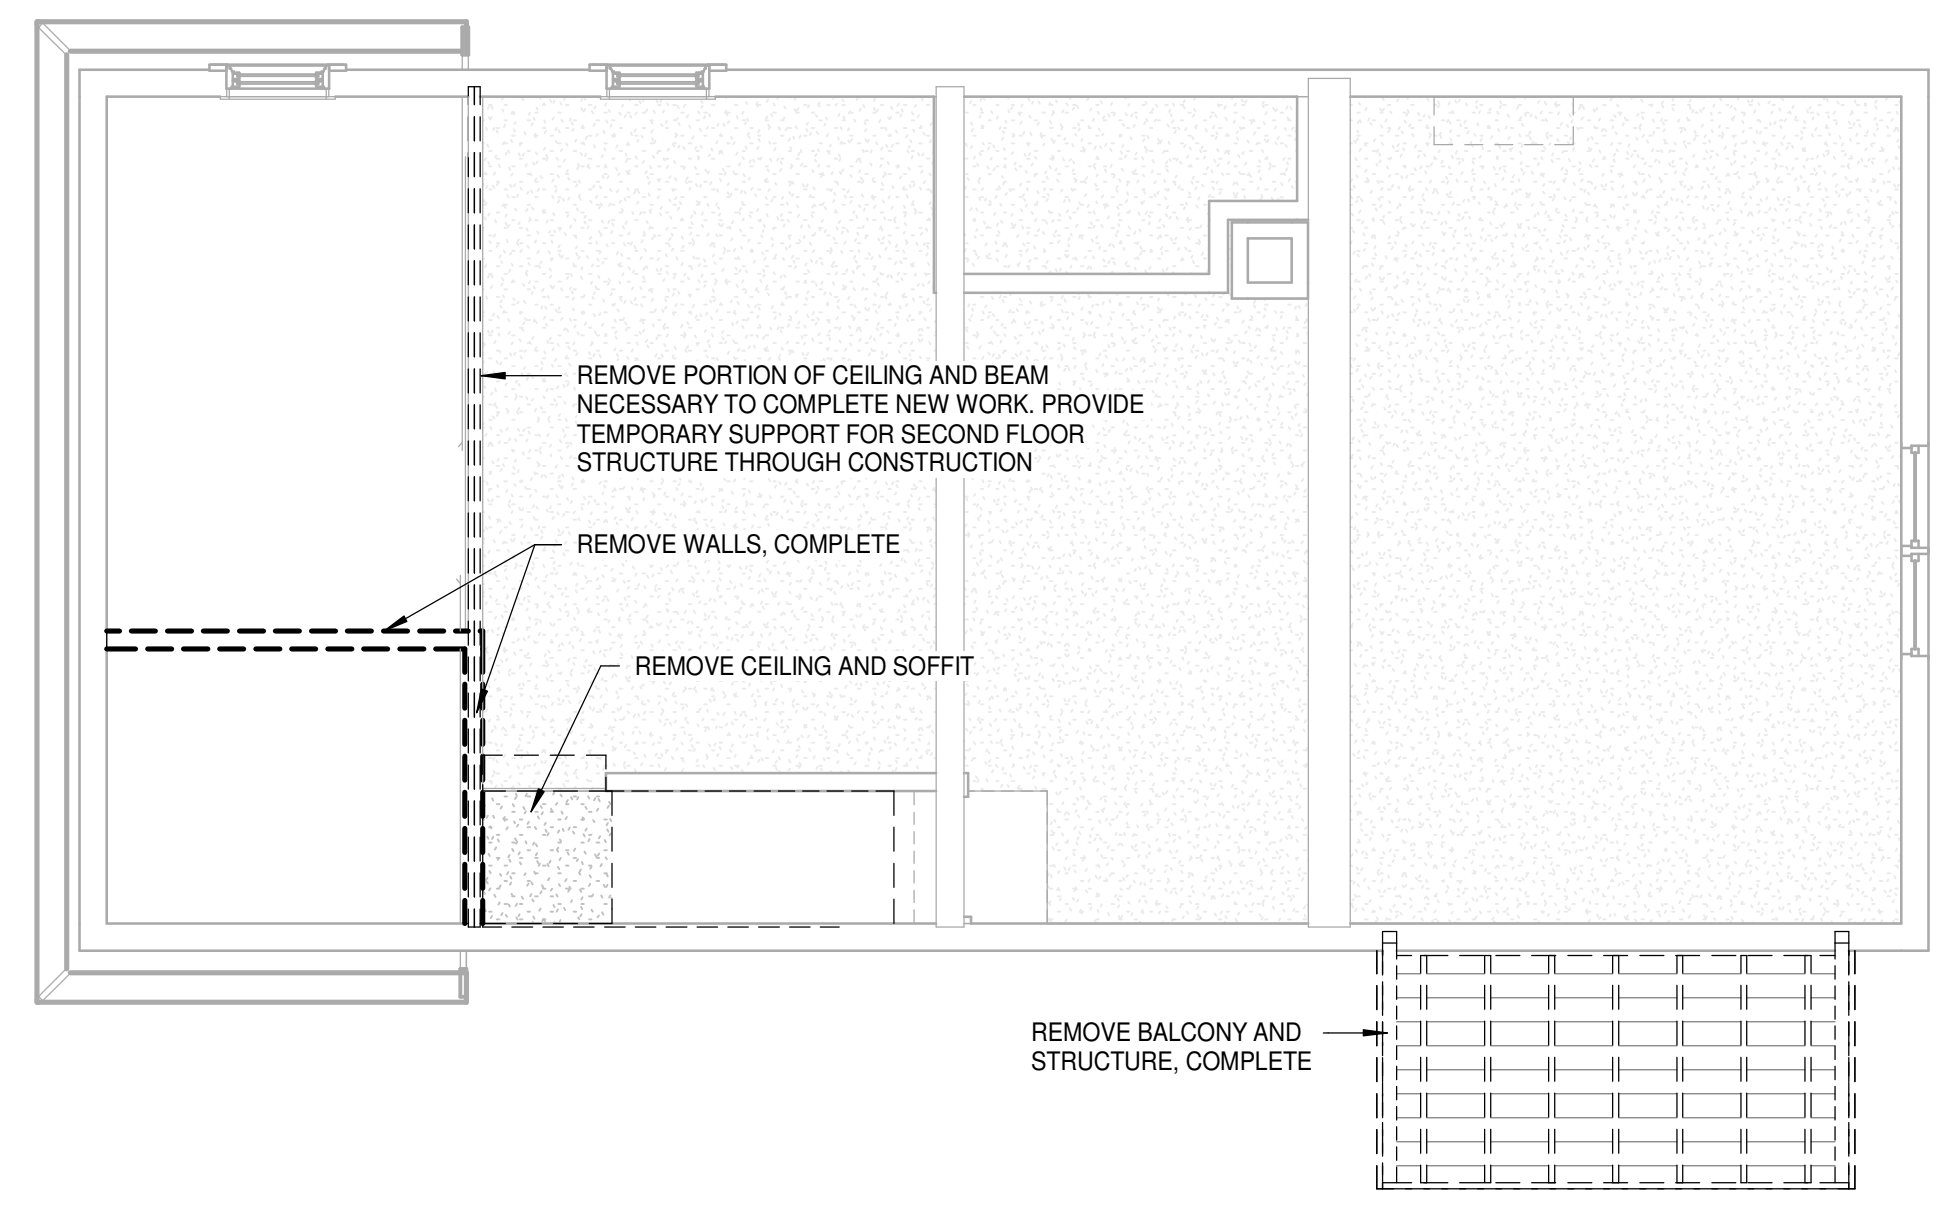 REMOVE PORTION OF CEILING AND BEAM
NECESSARY TO COMPLETE NEW WORK. PROVIDE
TEMPORARY SUPPORT FOR SECOND FLOOR
STRUCTURE THROUGH CONSTRUCTION
REMOVE WALLS, COMPLETE
REMOVE CEILING AND SOFFIT
REMOVE BALCONY AND
STRUCTURE, COMPLETE